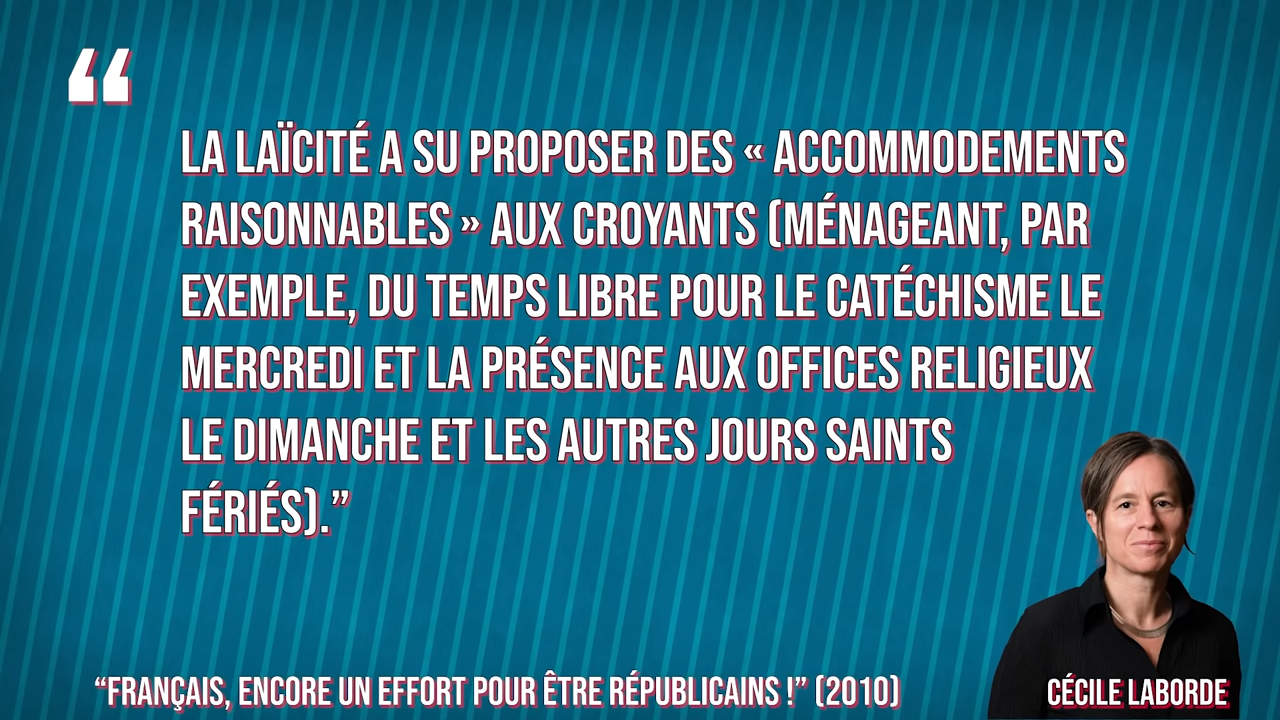 “
LA LAÏCITÉ A SU PROPOSER DES « ACCOMMODEMENTS
RAISONNABLES » AUX CROYANTS (MÉNAGEANT, PAR
EXEMPLE, DU TEMPS LIBRE POUR LE CATÉCHISME LE
MERCREDI ET LA PRÉSENCE AUX OFFICES RELIGIEUX
LE DIMANCHE ET LES AUTRES JOURS SAINTS
FÉRIÉS).”
“FRANÇAIS, ENCORE UN EFFORT POUR ÊTRE RÉPUBLICAINS !” (2010)
CÉCILE LABORDE